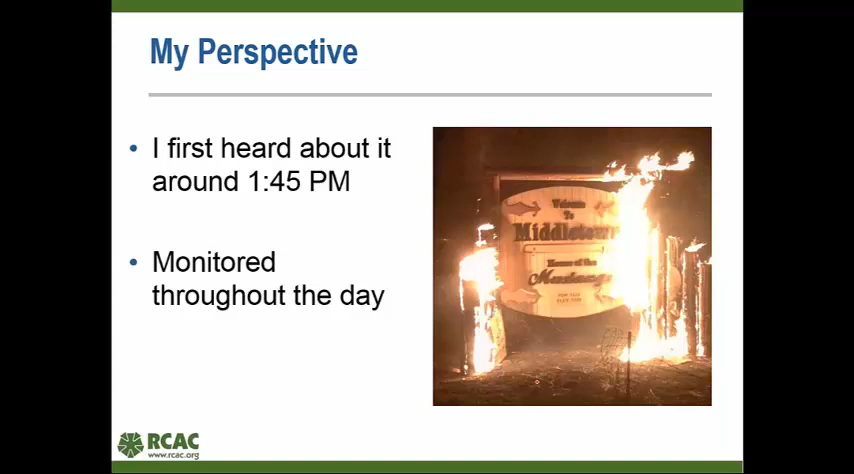 My Perspective
• I first heard about it
around 1:45 PM
• Monitored
throughout the day
Welcome
To
Middletown
Home of the
Mustangs
RCAC
www.rcac.org